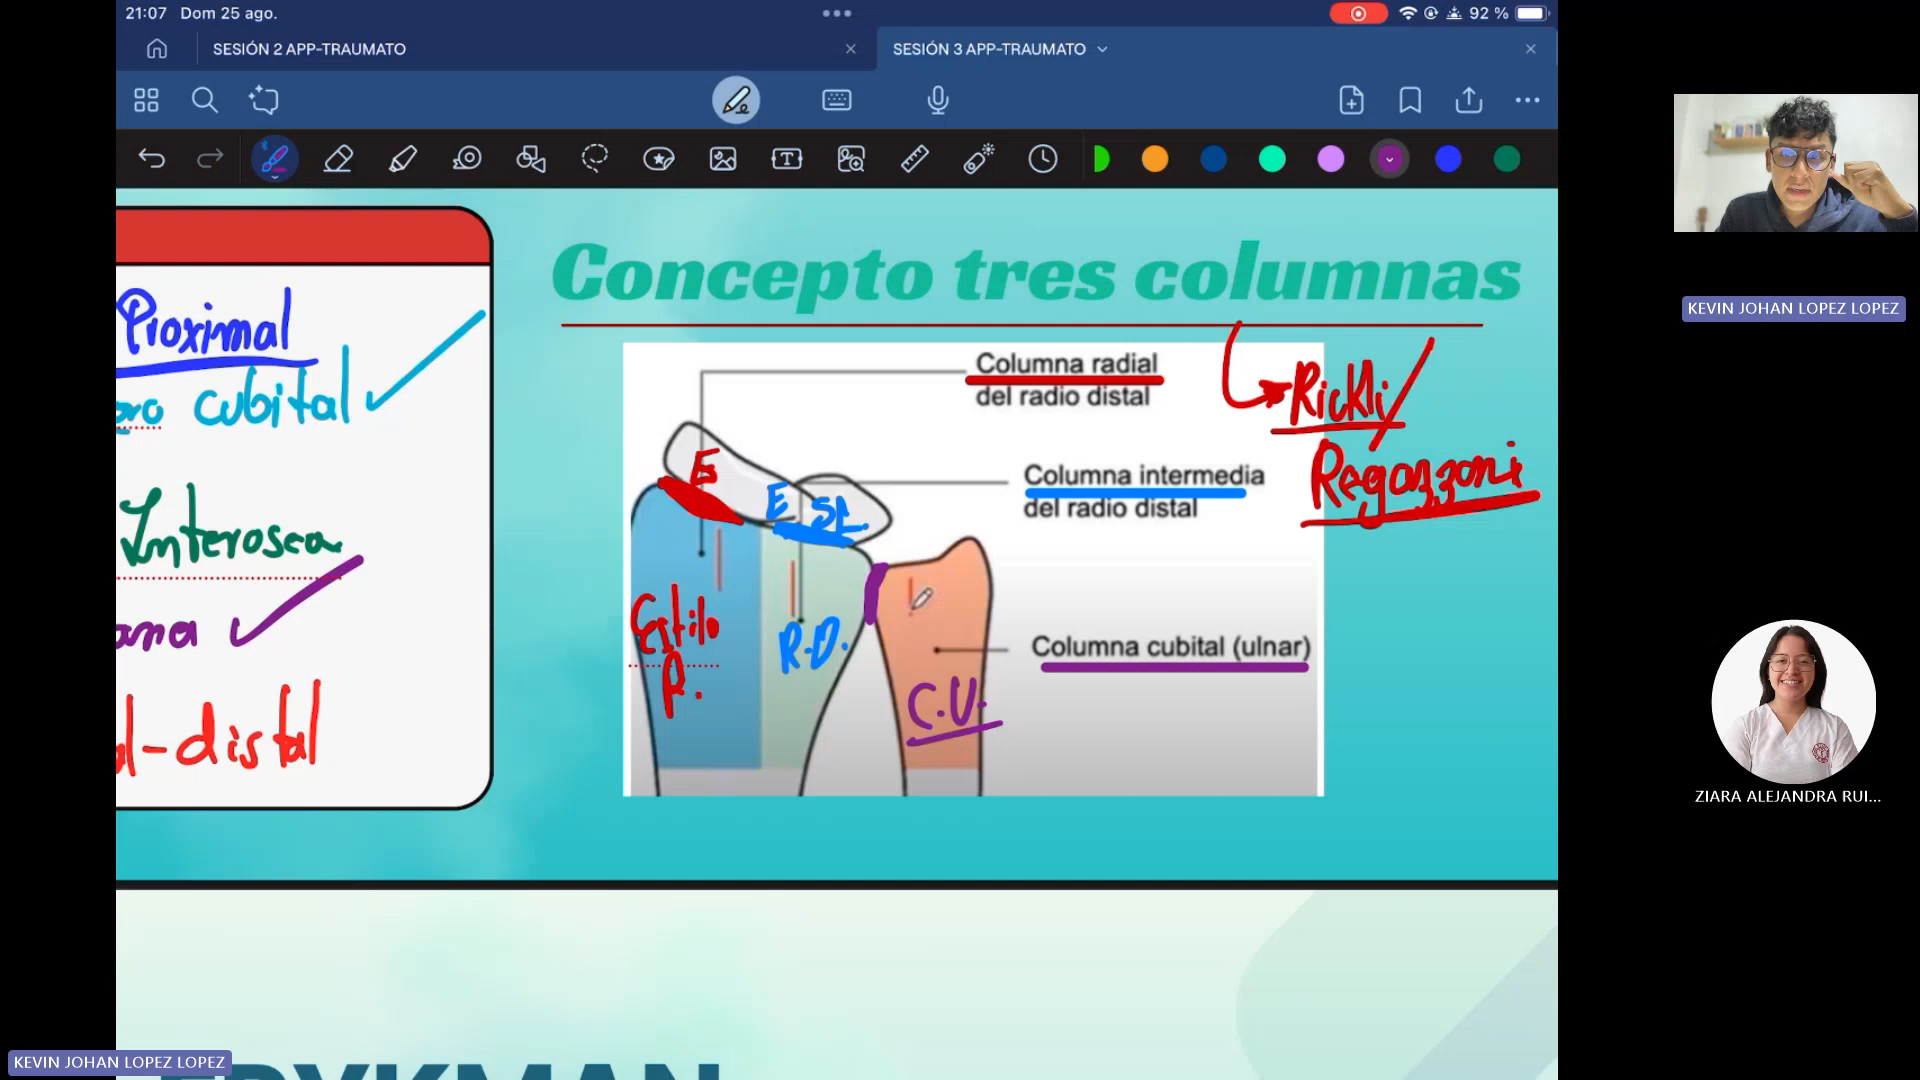 21:07 Dom 25 ago.
92 %
SESIÓN 2 APP-TRAUMATO
SESIÓN 3 APP-TRAUMATO
Concepto tres columnas
Proximal
cubital
Interosea
d-distal
Columna radial
del radio distal
Rickli/
Regazzoni
Columna intermedia
del radio distal
E
E SL.
Estilo
R.
R.D.
Columna cubital (ulnar)
C.U.
KEVIN JOHAN LOPEZ LOPEZ
ZIARA ALEJANDRA RUI...
KEVIN JOHAN LOPEZ LOPEZ